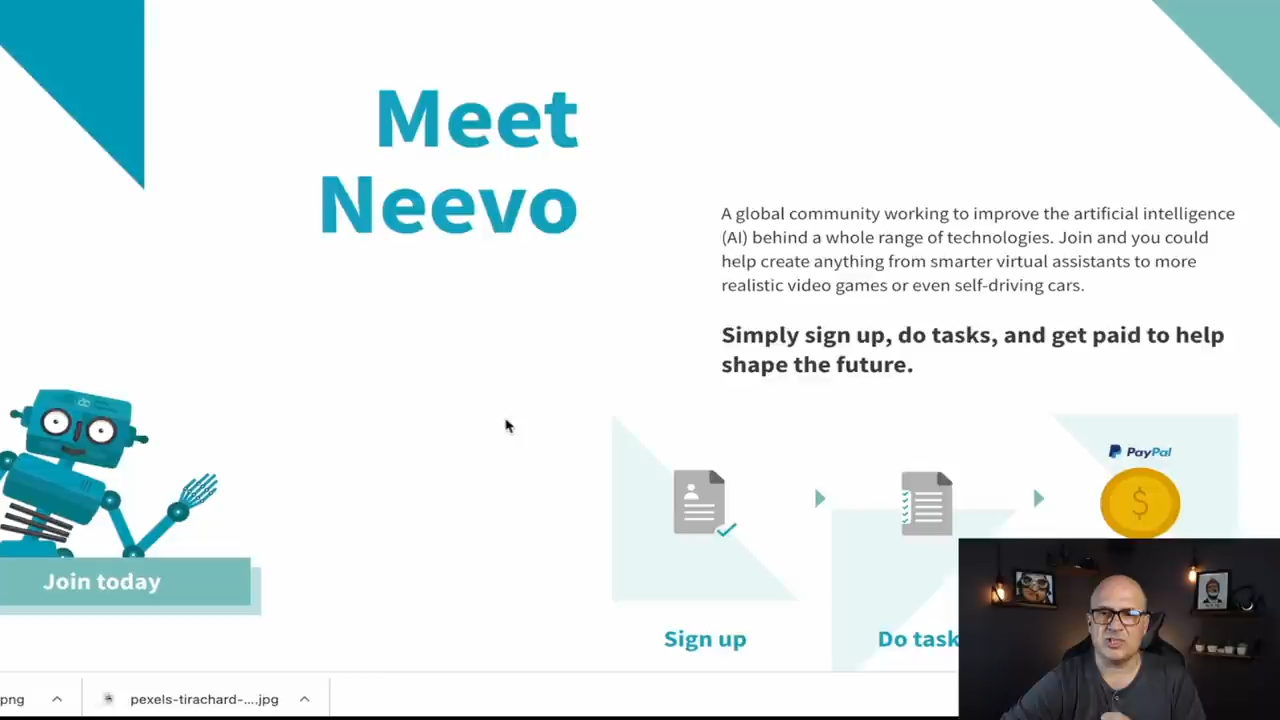 Meet
Neevo
A global community working to improve the artificial intelligence
(AI) behind a whole range of technologies. Join and you could
help create anything from smarter virtual assistants to more
realistic video games or even self-driving cars.
Simply sign up, do tasks, and get paid to help
shape the future.
PayPal
$
Join today
Sign up
Do task
png
pexels-tirachard-....jpg